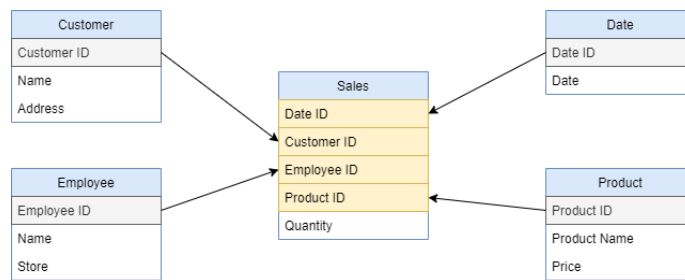 Customer
Customer ID
Name
Address
Date
Date ID
Date
Sales
Date ID
Customer ID
Employee ID
Product ID
Quantity
Employee
Employee ID
Name
Store
Product
Product ID
Product Name
Price